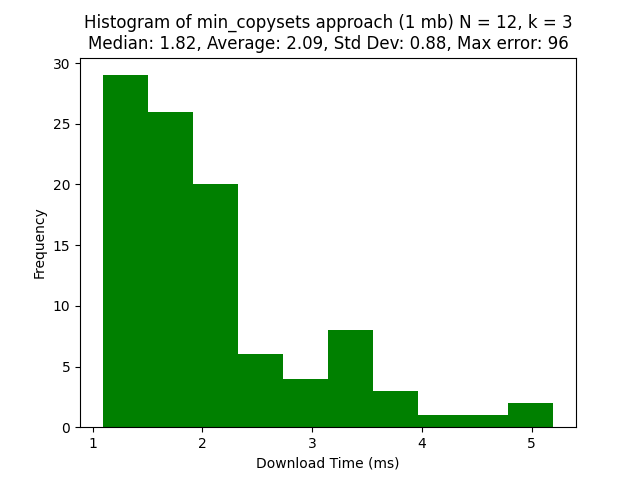 Histogram of min_copysets approach (1 mb) N = 12, k = 3
Median: 1.82, Average: 2.09, Std Dev: 0.88, Max error: 96
30
25
20
15
10
5
0
Frequency
1 2 3 4 5
Download Time (ms)